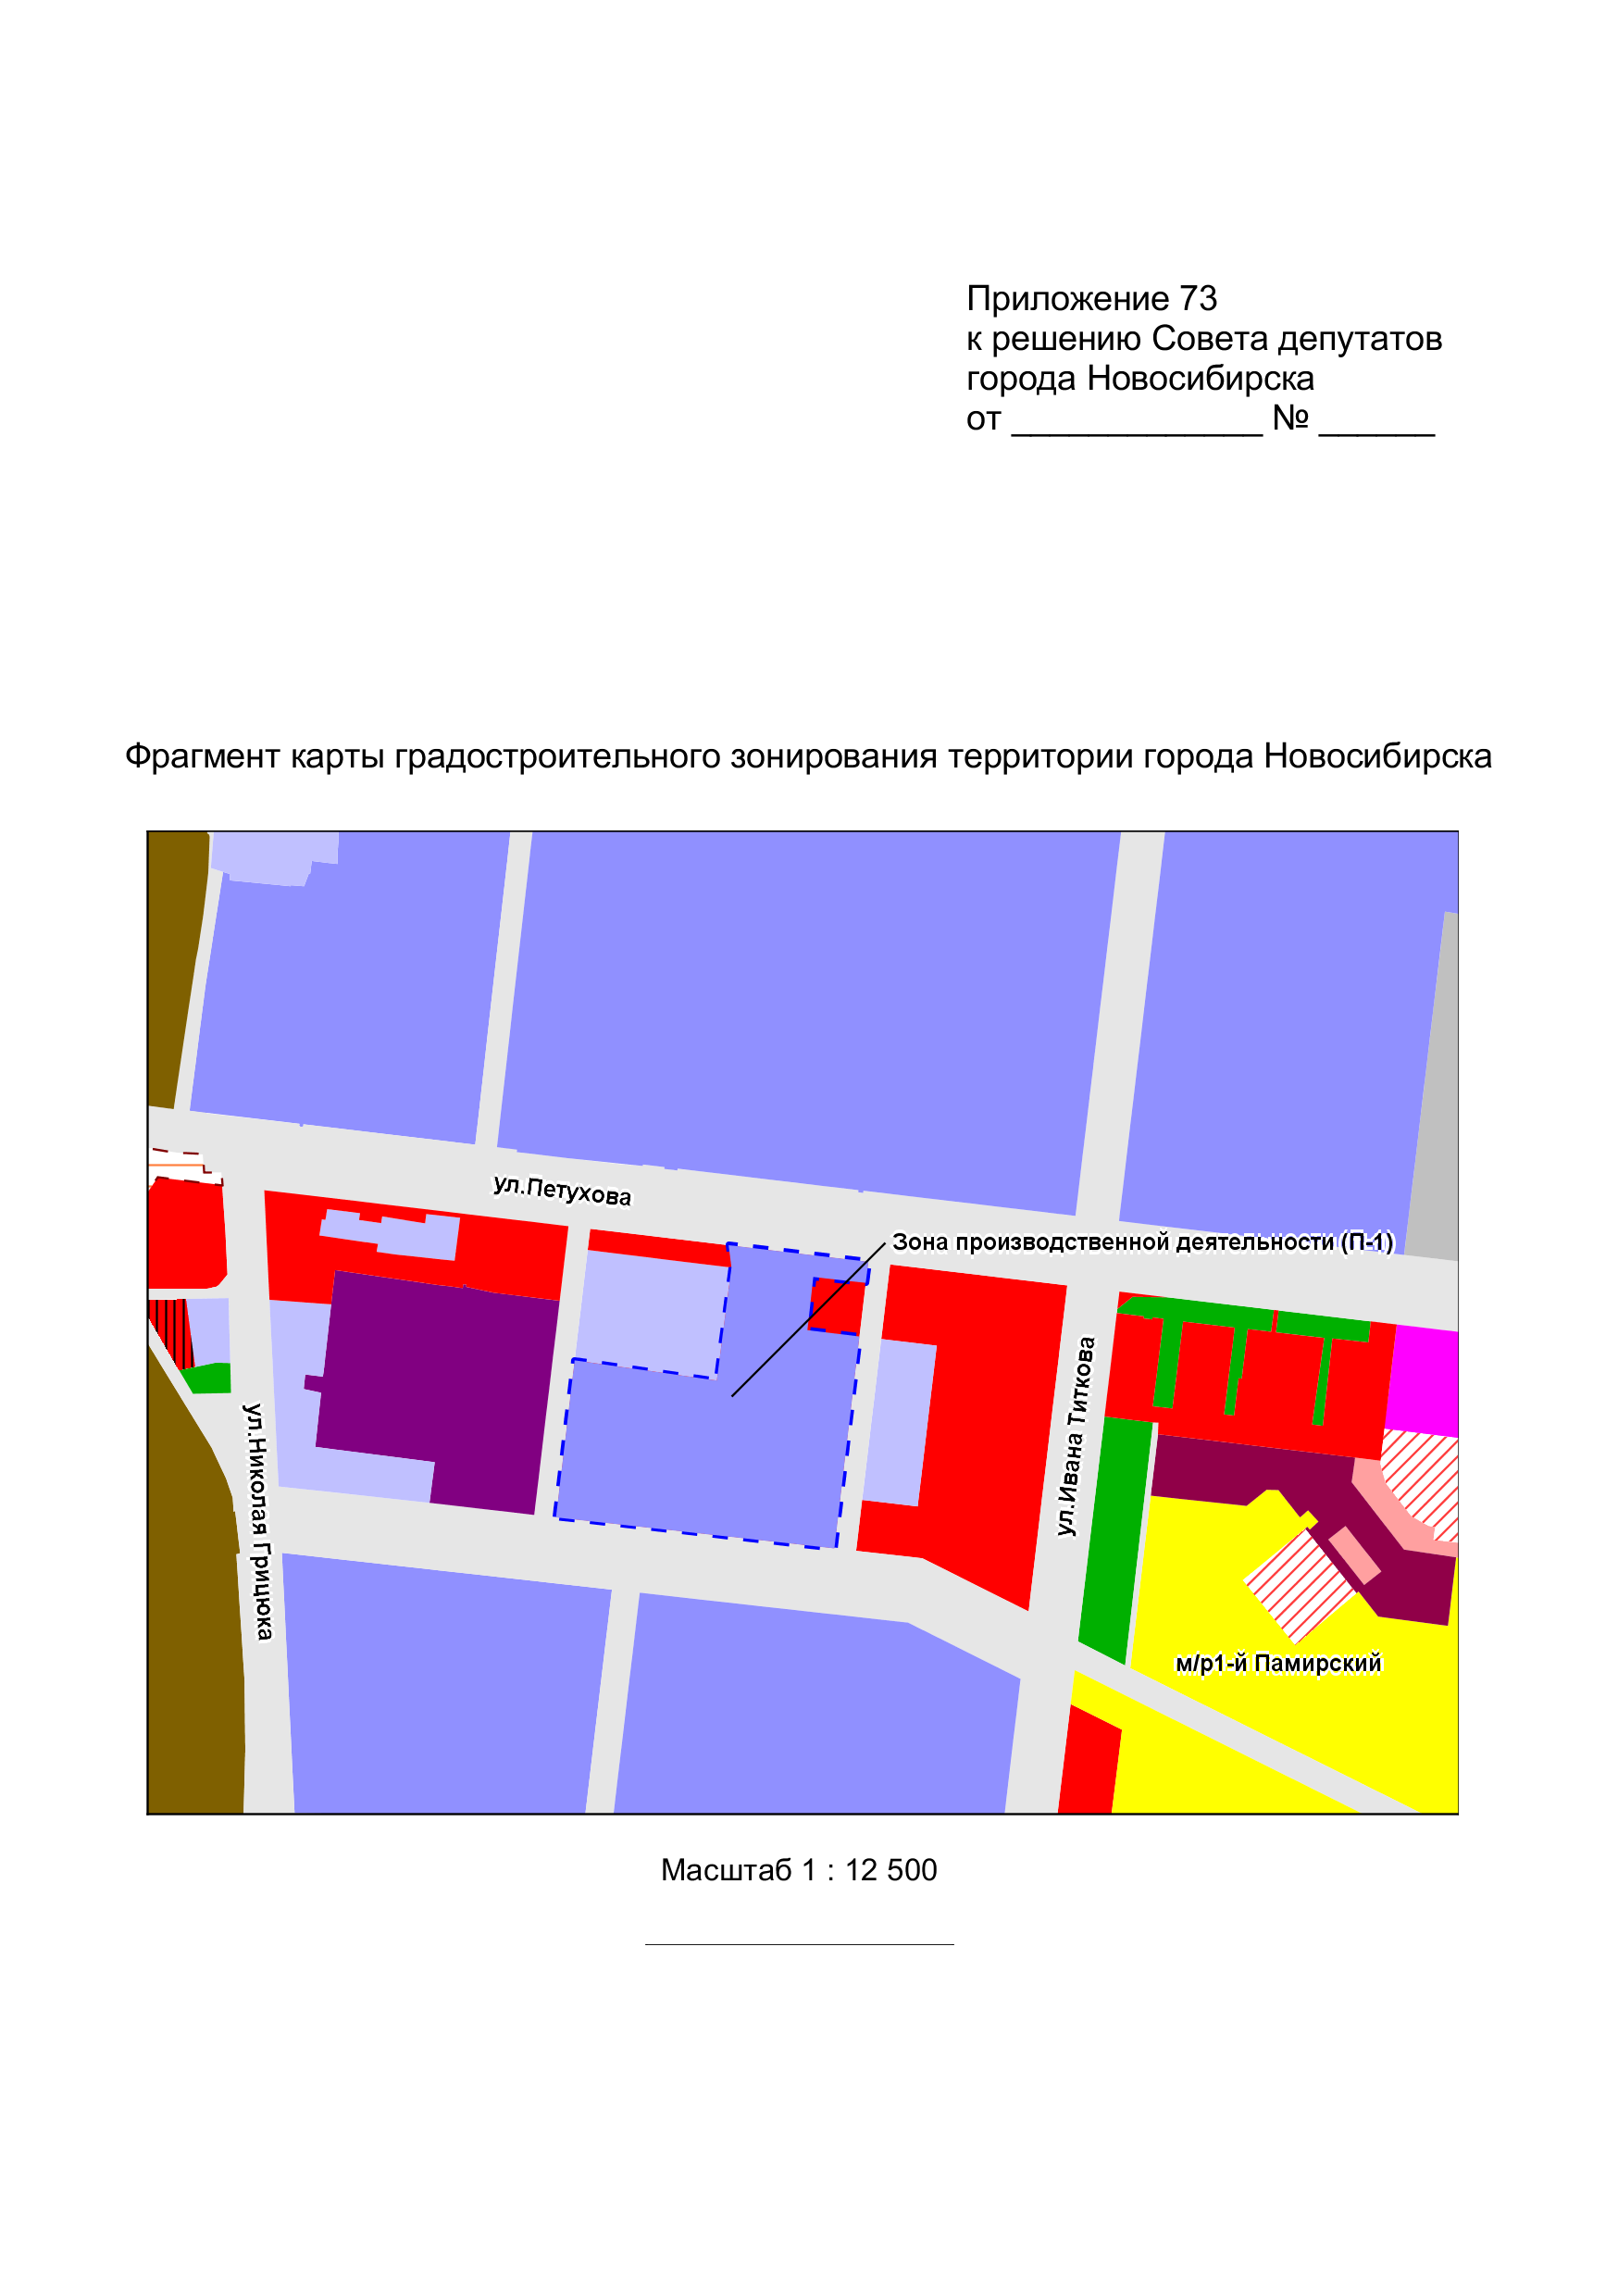 Приложение 73
к решению Совета депутатов
города Новосибирска
от _____________ № ______
Фрагмент карты градостроительного зонирования территории города Новосибирска
ул.Петухова
Зона производственной деятельности (П-1)
ул.Ивана Титкова
ул.Николая Грицюка
м/р1-й Памирский
Масштаб 1 : 12 500